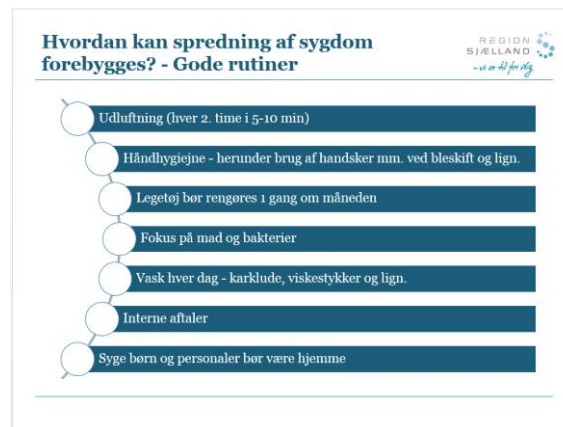 Hvordan kan spredning af sygdom
forebygges? - Gode rutiner
REGION
SJÆLLAND
- vi er til for dig
Udluftning (hver 2. time i 5-10 min)
Håndhygiejne - herunder brug af handsker mm. ved bleskift og lign.
Legetøj bør rengøres 1 gang om måneden
Fokus på mad og bakterier
Vask hver dag - karklude, viskestykker og lign.
Interne aftaler
Syge børn og personaler bør være hjemme